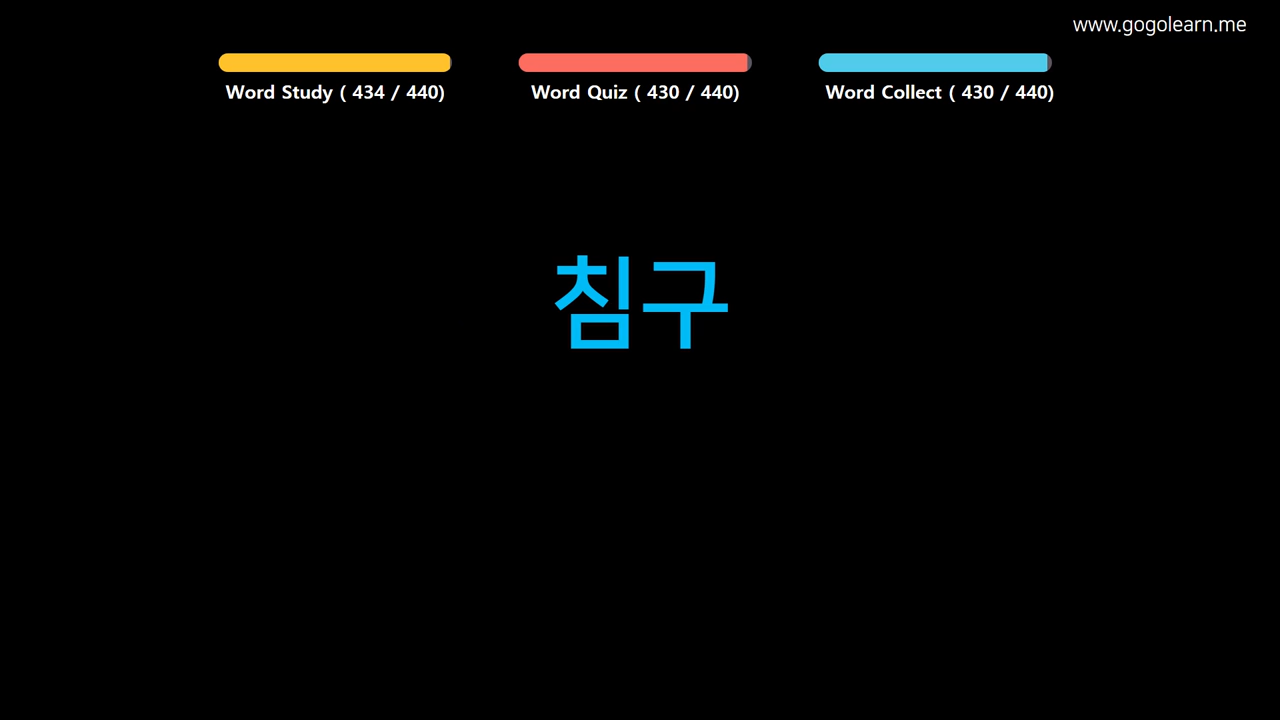 www.gogolearn.me
Word Study ( 434 / 440)
Word Quiz ( 430 / 440)
Word Collect ( 430 / 440)
침구